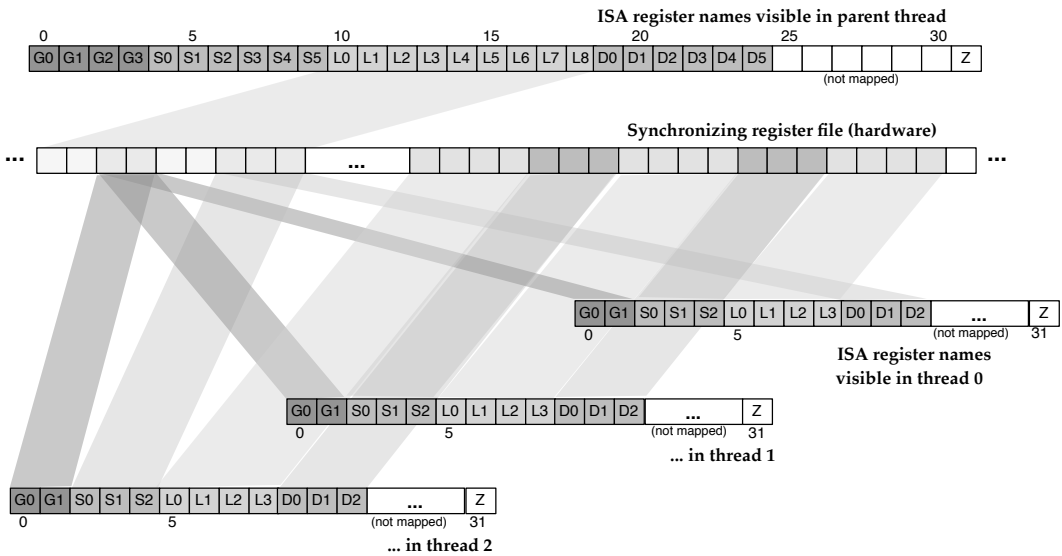 ISA register names visible in parent thread
0 5 10 15 20 25 30
G0 G1 G2 G3 S0 S1 S2 S3 S4 S5 L0 L1 L2 L3 L4 L5 L6 L7 L8 D0 D1 D2 D3 D4 D5 Z
(not mapped)
Synchronizing register file (hardware)
... ... ...
G0 G1 S0 S1 S2 L0 L1 L2 L3 D0 D1 D2 ... Z
0 5 (not mapped) 31
ISA register names
visible in thread 0
G0 G1 S0 S1 S2 L0 L1 L2 L3 D0 D1 D2 ... Z
0 5 (not mapped) 31
... in thread 1
G0 G1 S0 S1 S2 L0 L1 L2 L3 D0 D1 D2 ... Z
0 5 (not mapped) 31
... in thread 2